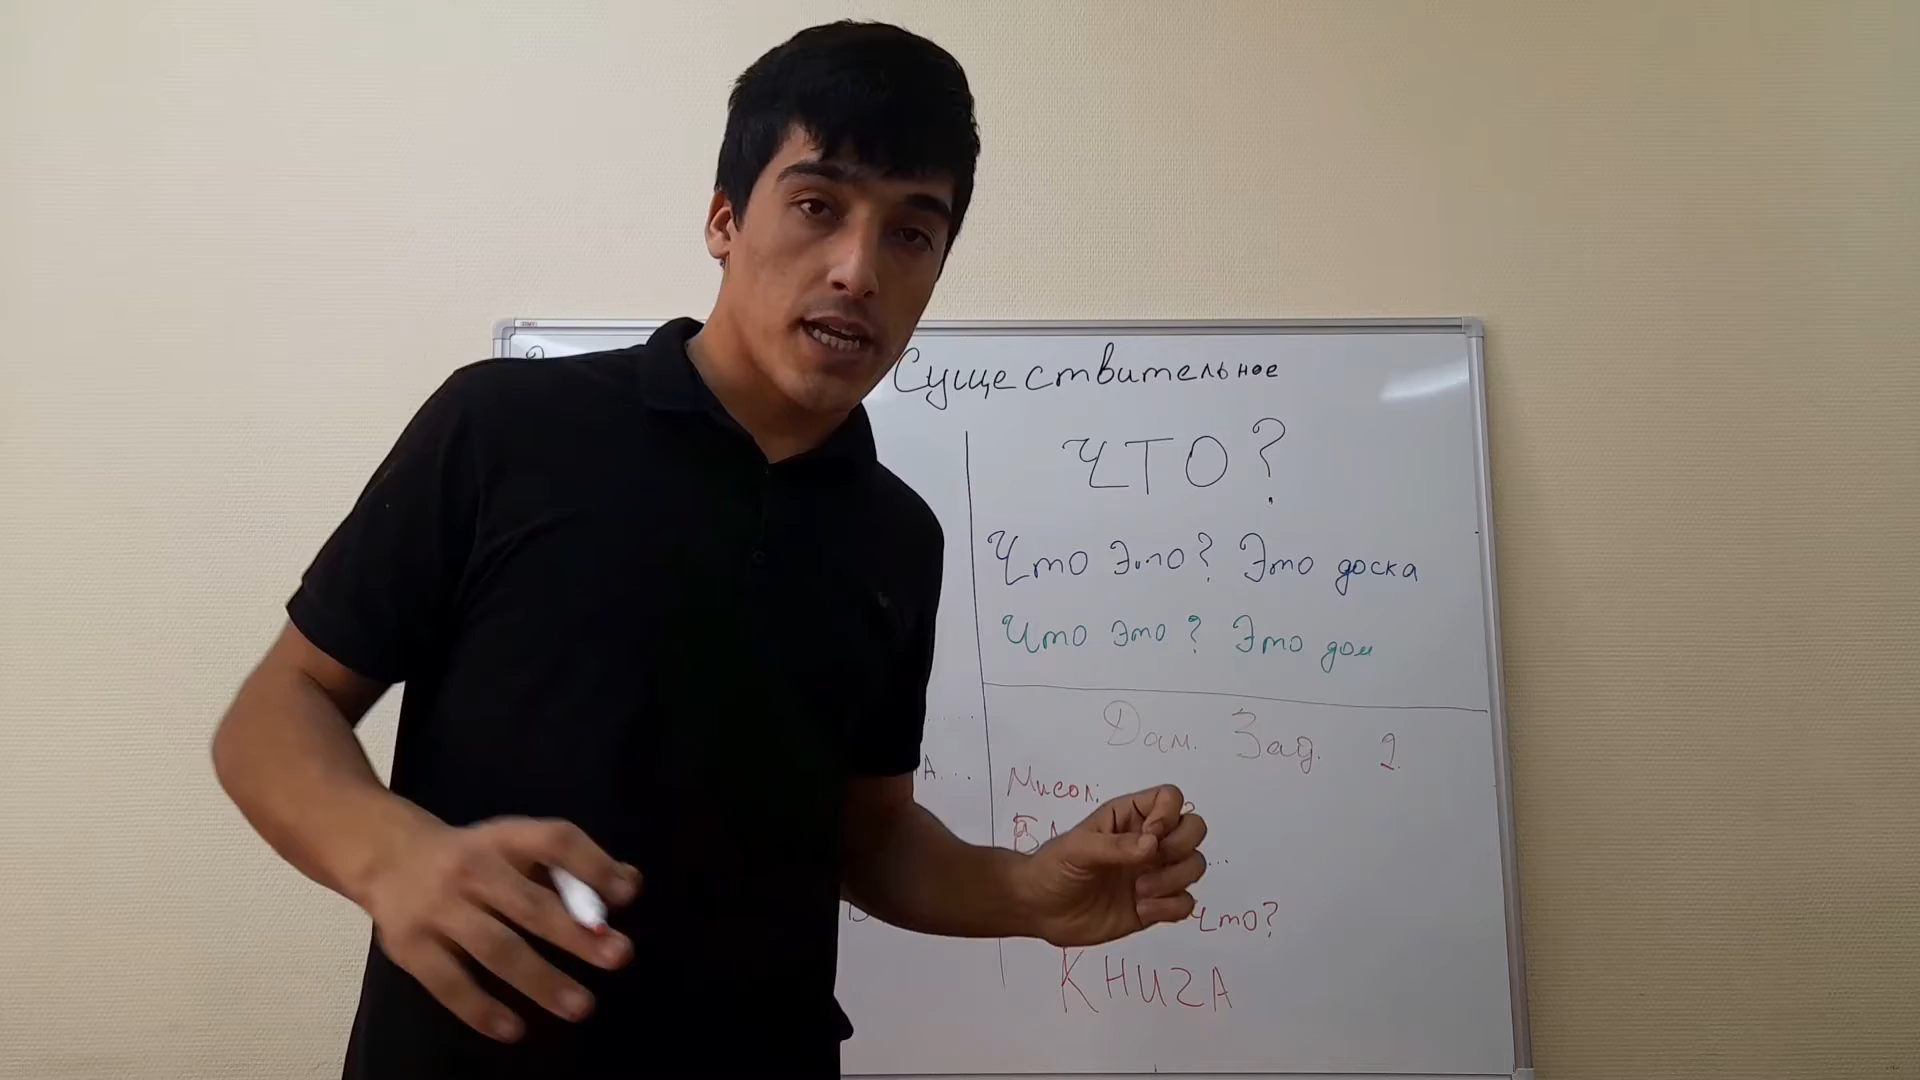 Существительное
ЧТО?
Что это? Это доска
Что это? Это дом
Дом. Зад. 2.
Мисол:
Что?
КНИГА